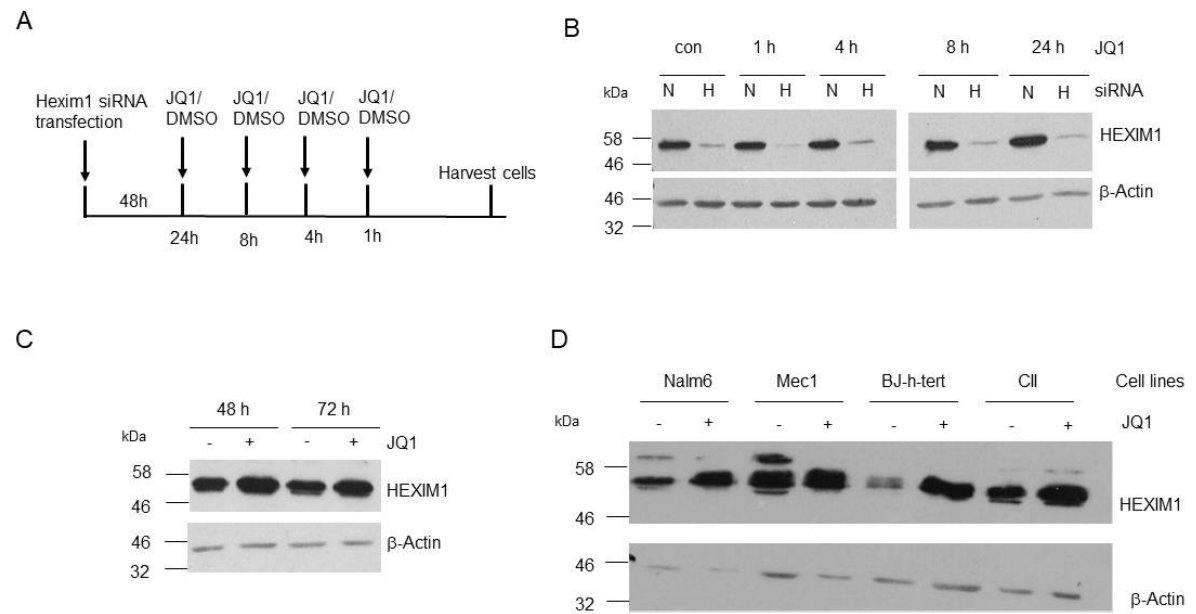 A
Hexim1 siRNA
transfection
JQ1/
DMSO
JQ1/
DMSO
JQ1/
DMSO
JQ1/
DMSO
Harvest cells
48h
24h 8h 4h 1h
B
con 1 h 4 h 8 h 24 h JQ1
kDa N H N H N H N H N H siRNA
58
46
HEXIM1
46
32
β-Actin
C
48 h 72 h
kDa - + - + JQ1
58
46
HEXIM1
46
32
β-Actin
D
Nalm6 Mec1 BJ-h-tert Cll Cell lines
kDa - + - + - + - + JQ1
58
46
HEXIM1
46
32
β-Actin